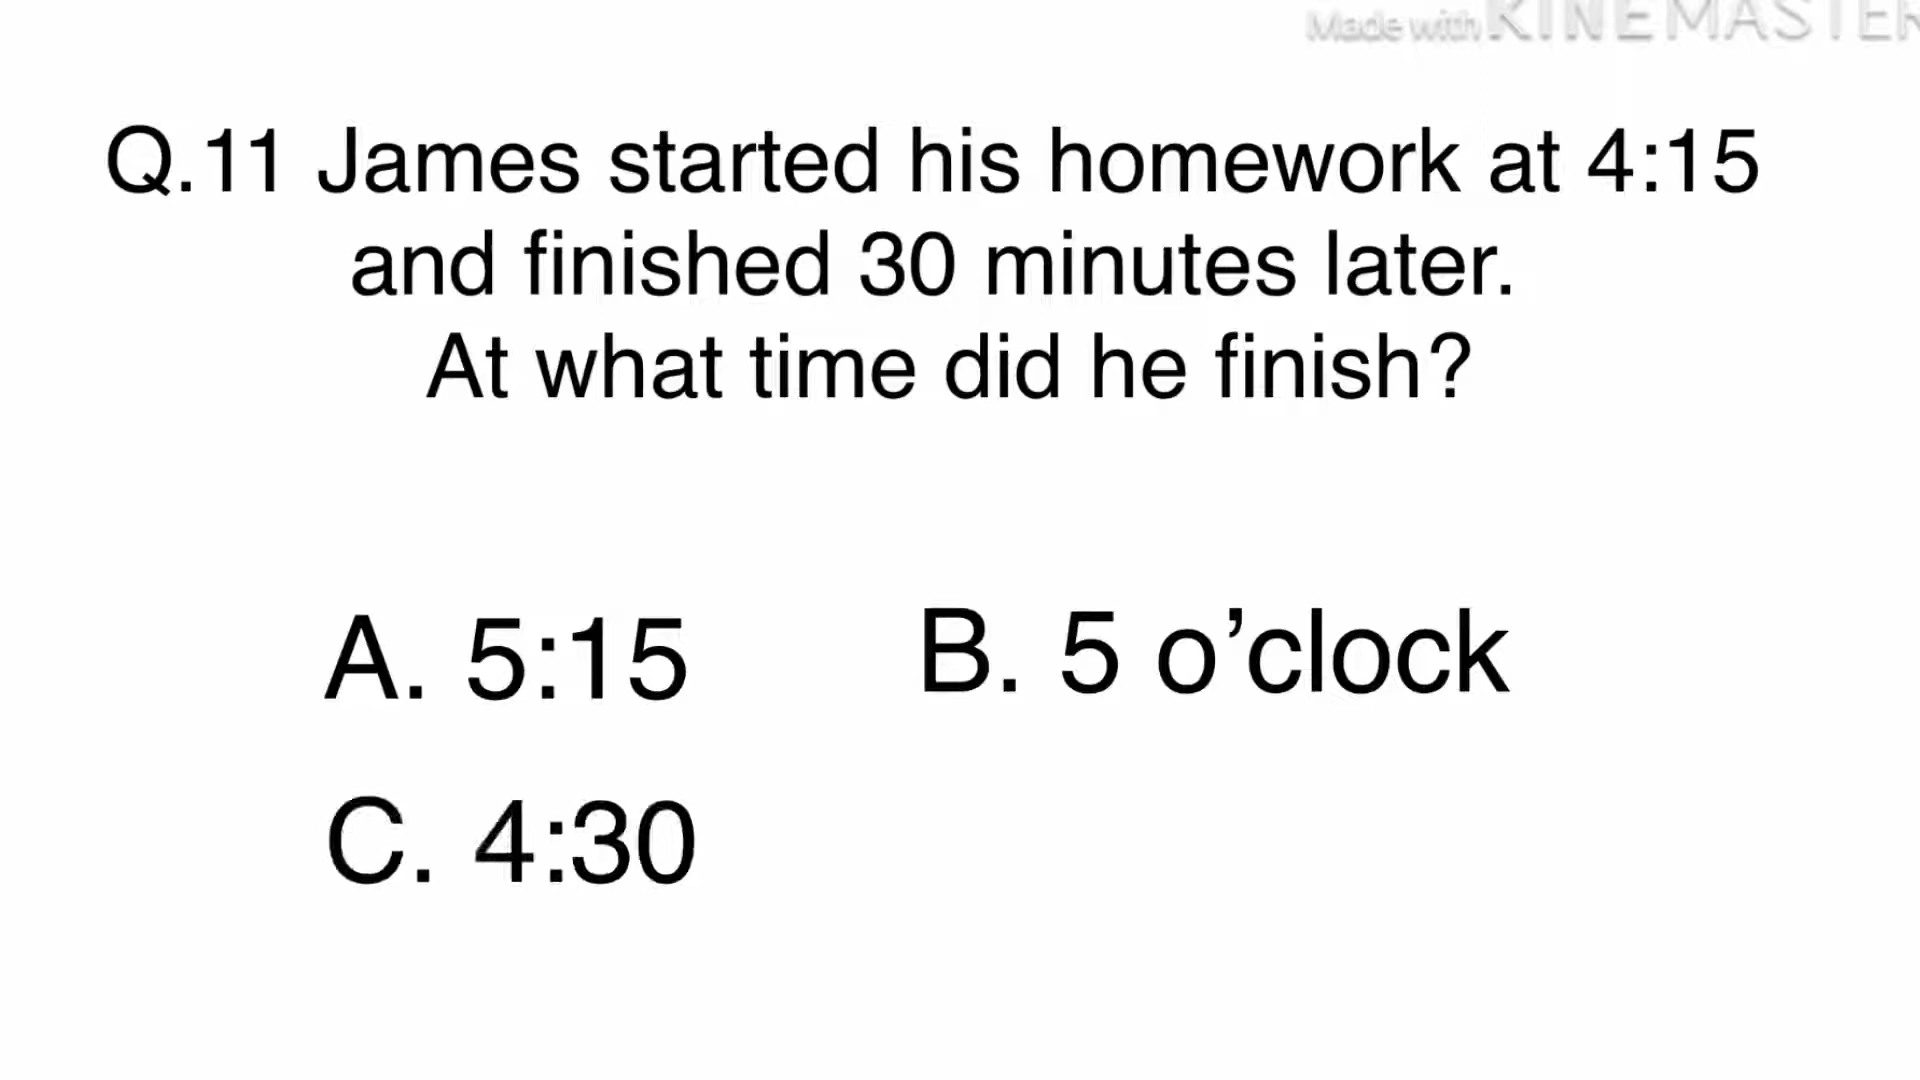 Made with KINEMASTER
Q.11 James started his homework at 4:15
and finished 30 minutes later.
At what time did he finish?
A. 5:15
B. 5 o’clock
C. 4:30